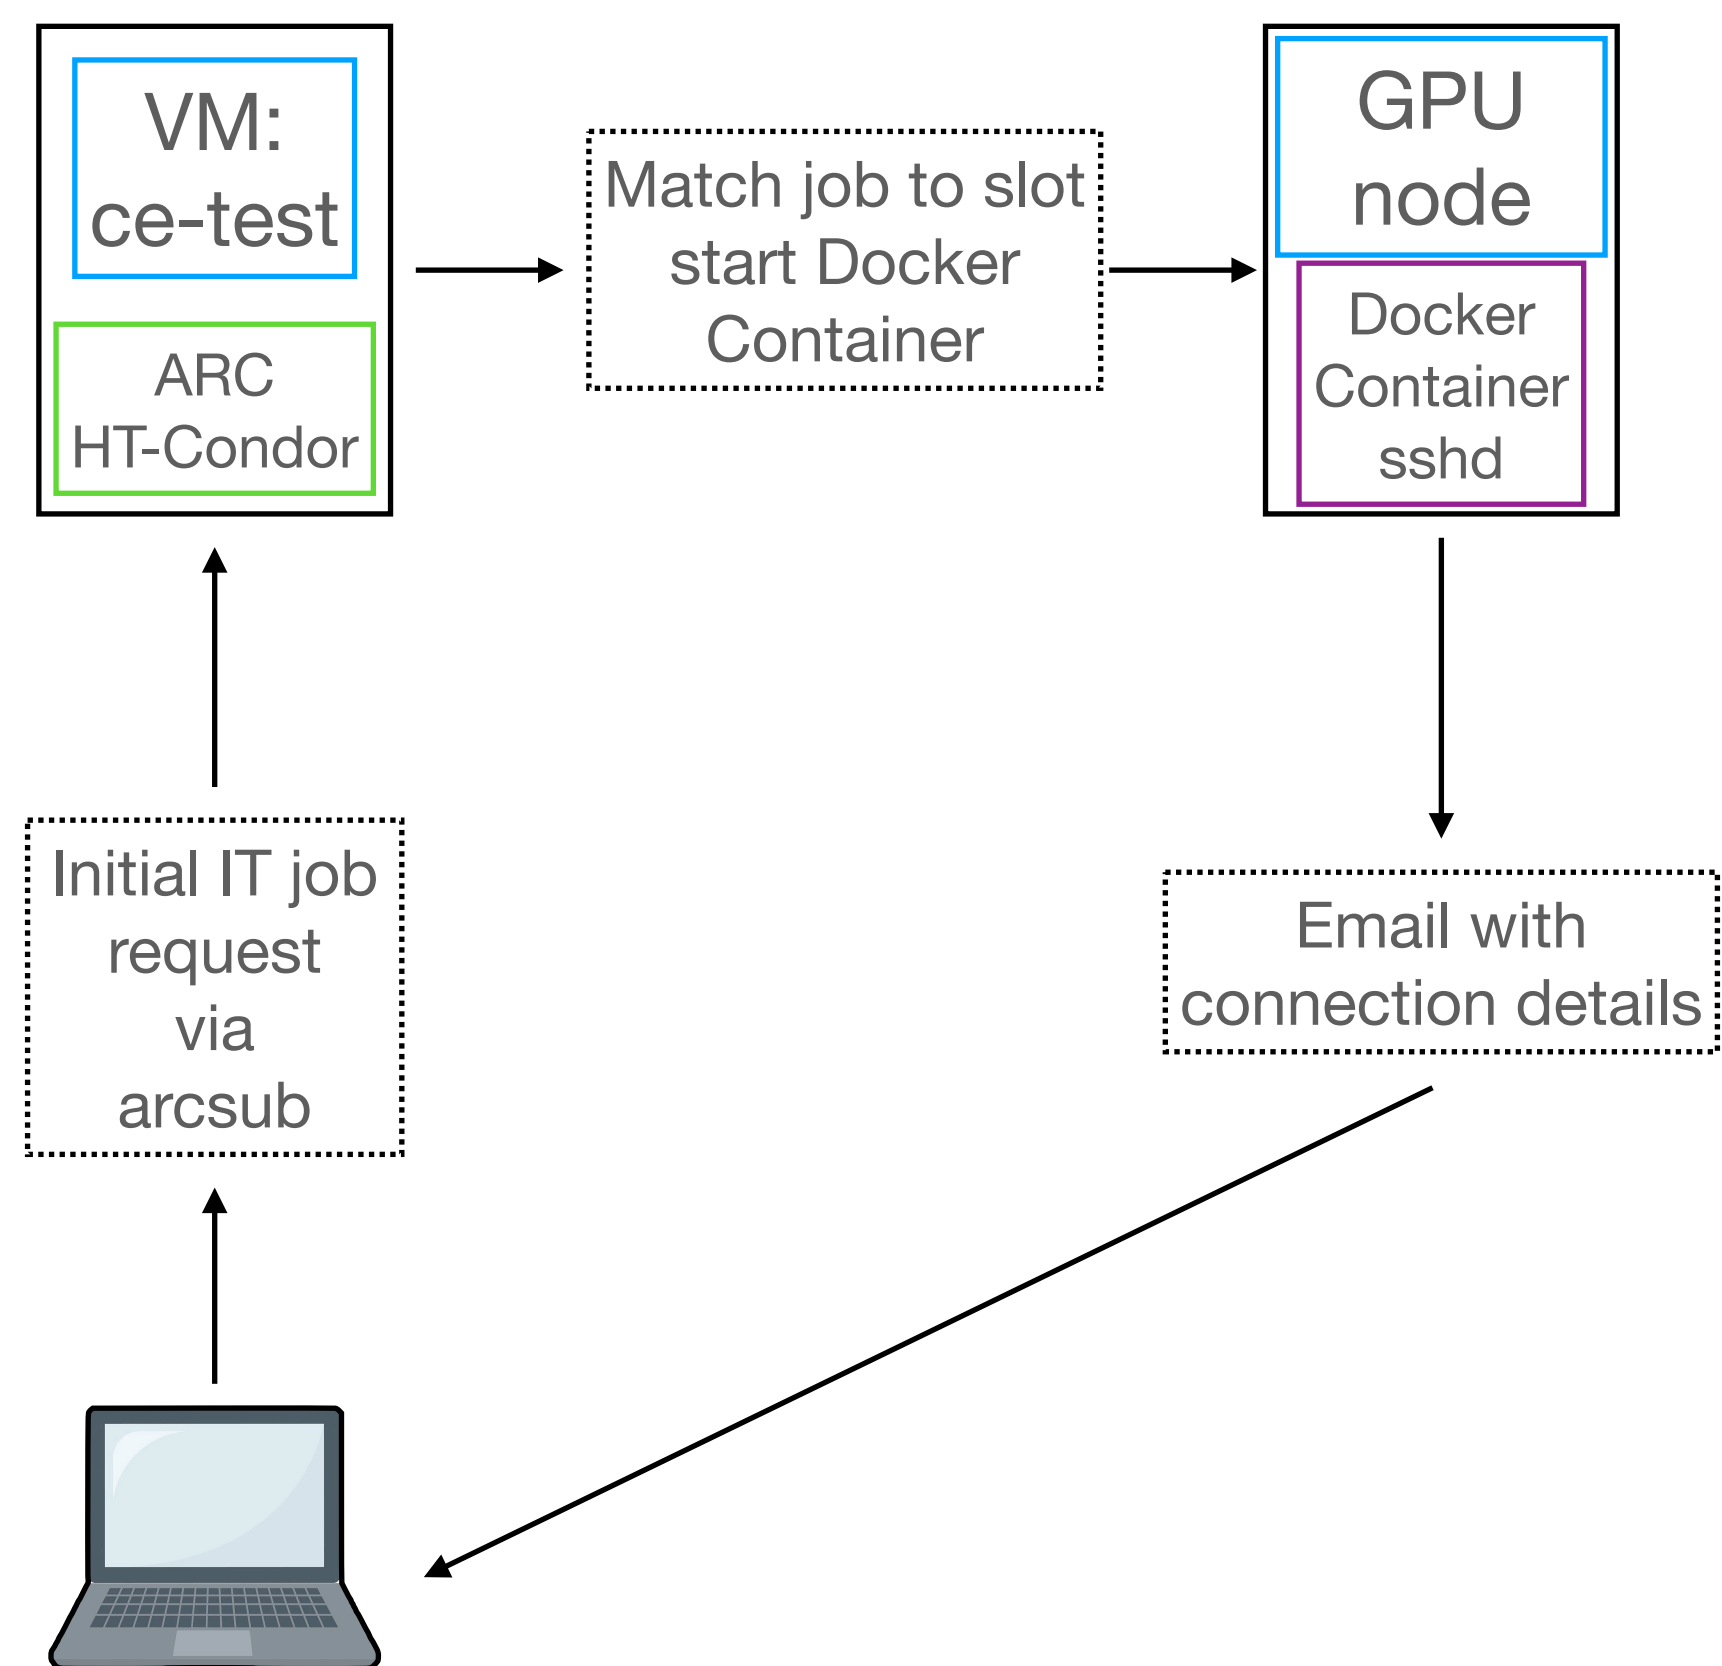 VM:
ce-test
ARC
HT-Condor
Match job to slot
start Docker
Container
GPU
node
Docker
Container
sshd
Initial IT job
request
via
arcsub
Email with
connection details